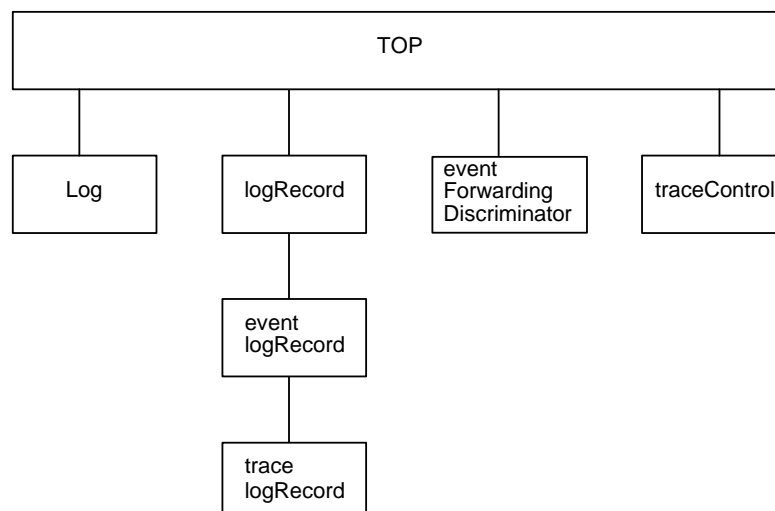 TOP
Log
logRecord
event
Forwarding
Discriminator
traceControl
event
logRecord
trace
logRecord